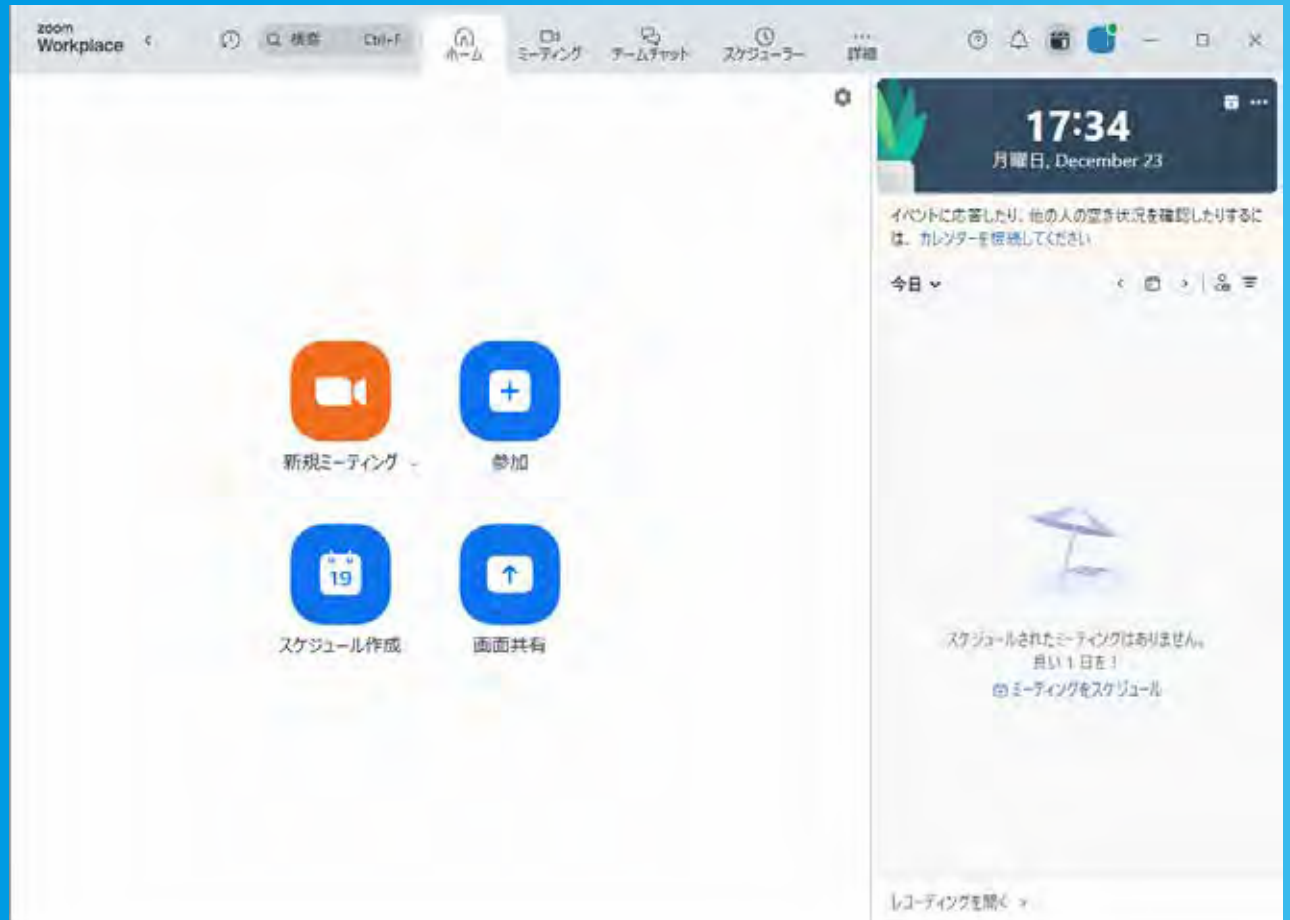 zoom
Workplace
検索 Ctrl+F
ホーム
ミーティング
チームチャット
スケジューラー
詳細
17:34
月曜日, December 23
イベントに応答したり、他の人の空き状況を確認したりするに
は、カレンダーを接続してください
今日
新規ミーティング
参加
19
スケジュール作成
画面共有
スケジュールされたミーティングはありません。
良い 1 日を！
ミーティングをスケジュール
レコーディングを開く